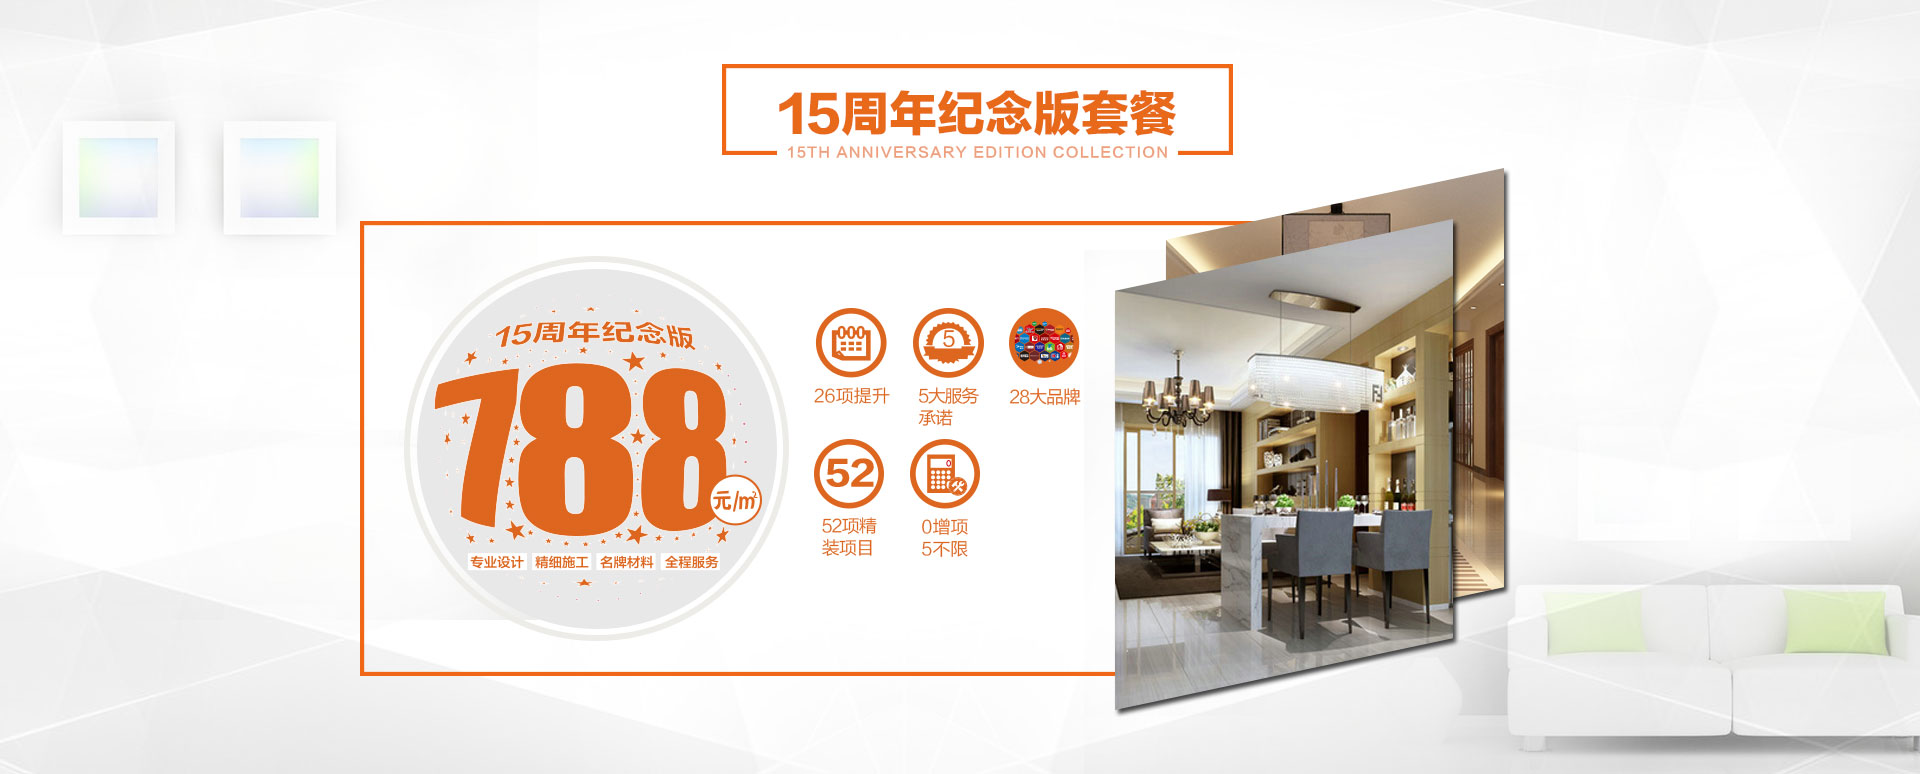 15周年纪念版套餐
15TH ANNIVERSARY EDITION COLLECTION
15周年纪念版
788
元/㎡
专业设计 精细施工 名牌材料 全程服务
5
26项提升
5大服务
承诺
28大品牌
52
0
52项精
装项目
0增项
5不限